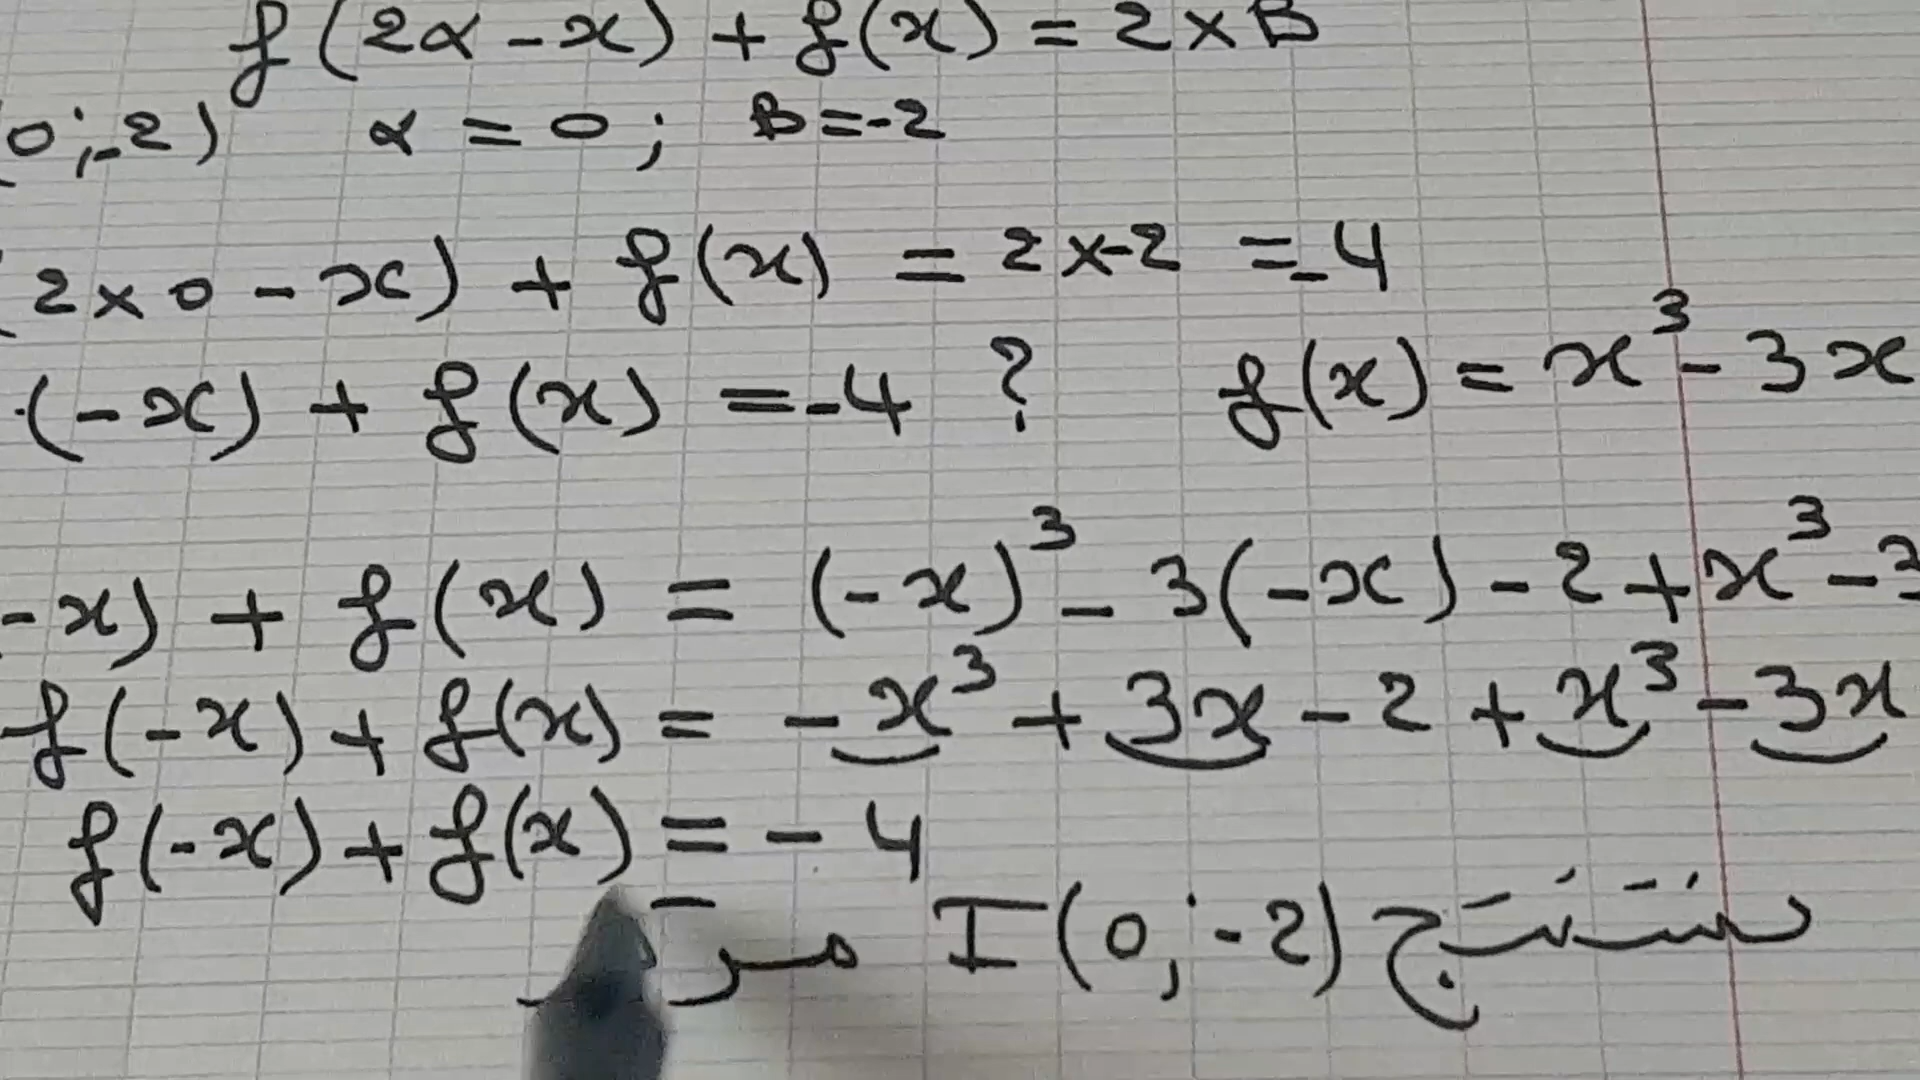 f(2α-x)+f(x)=2×B
(0;-2) α=0; B=-2
(2×0-x)+f(x)=2×-2=-4
(-x)+f(x)=-4 ? f(x)=x³-3x
-x)+f(x)=(-x)³-3(-x)-2+x³-3
f(-x)+f(x)=-x³+3x-2+x³-3x
f(-x)+f(x)=-4
نستنتج I(0;-2)